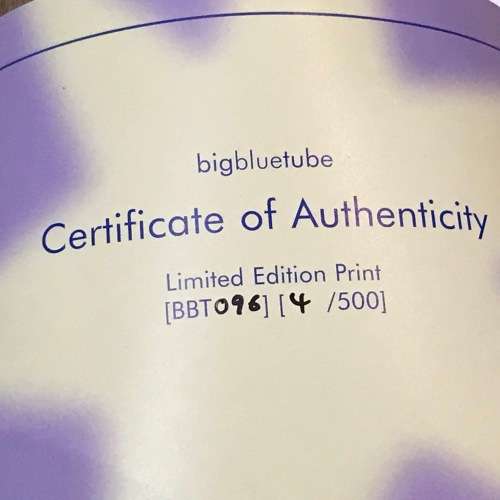 bigbluetube
Certificate of Authenticity
Limited Edition Print
[BBT096] [4 /500]